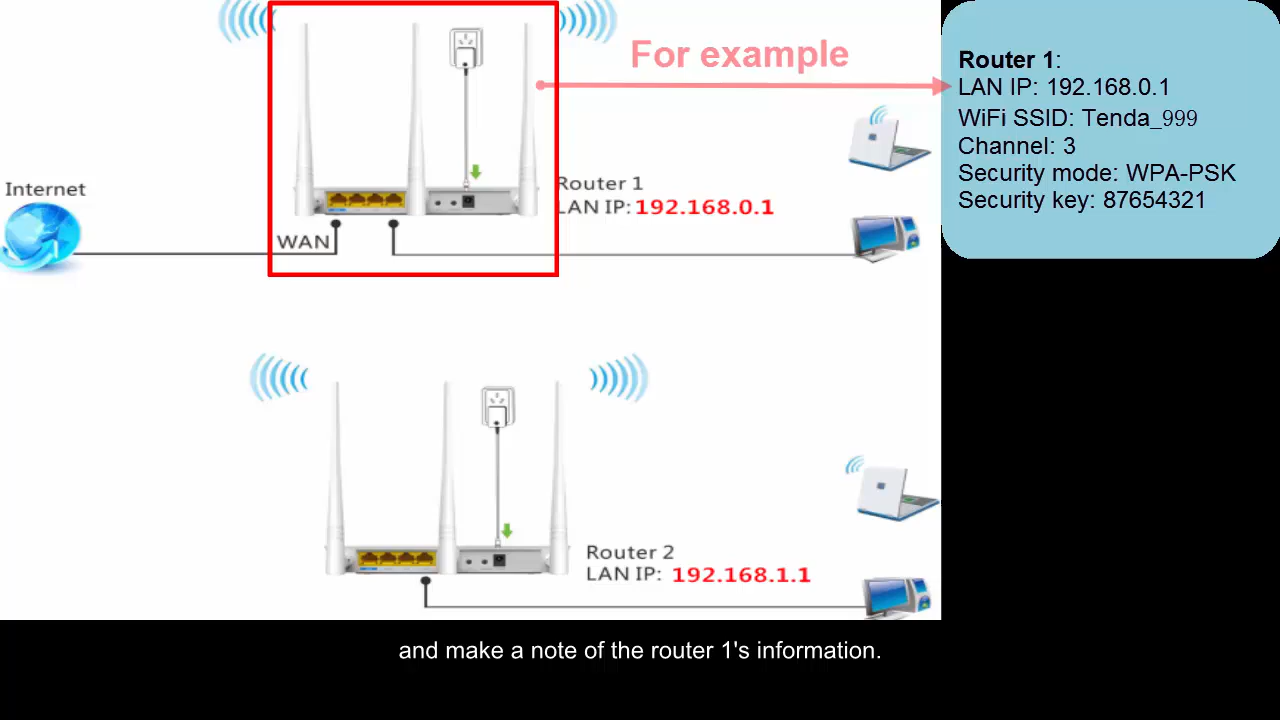 For example
Router 1:
LAN IP: 192.168.0.1
WiFi SSID: Tenda_999
Channel: 3
Security mode: WPA-PSK
Security key: 87654321
Internet
Router 1
LAN IP: 192.168.0.1
WAN
Router 2
LAN IP: 192.168.1.1
and make a note of the router 1's information.